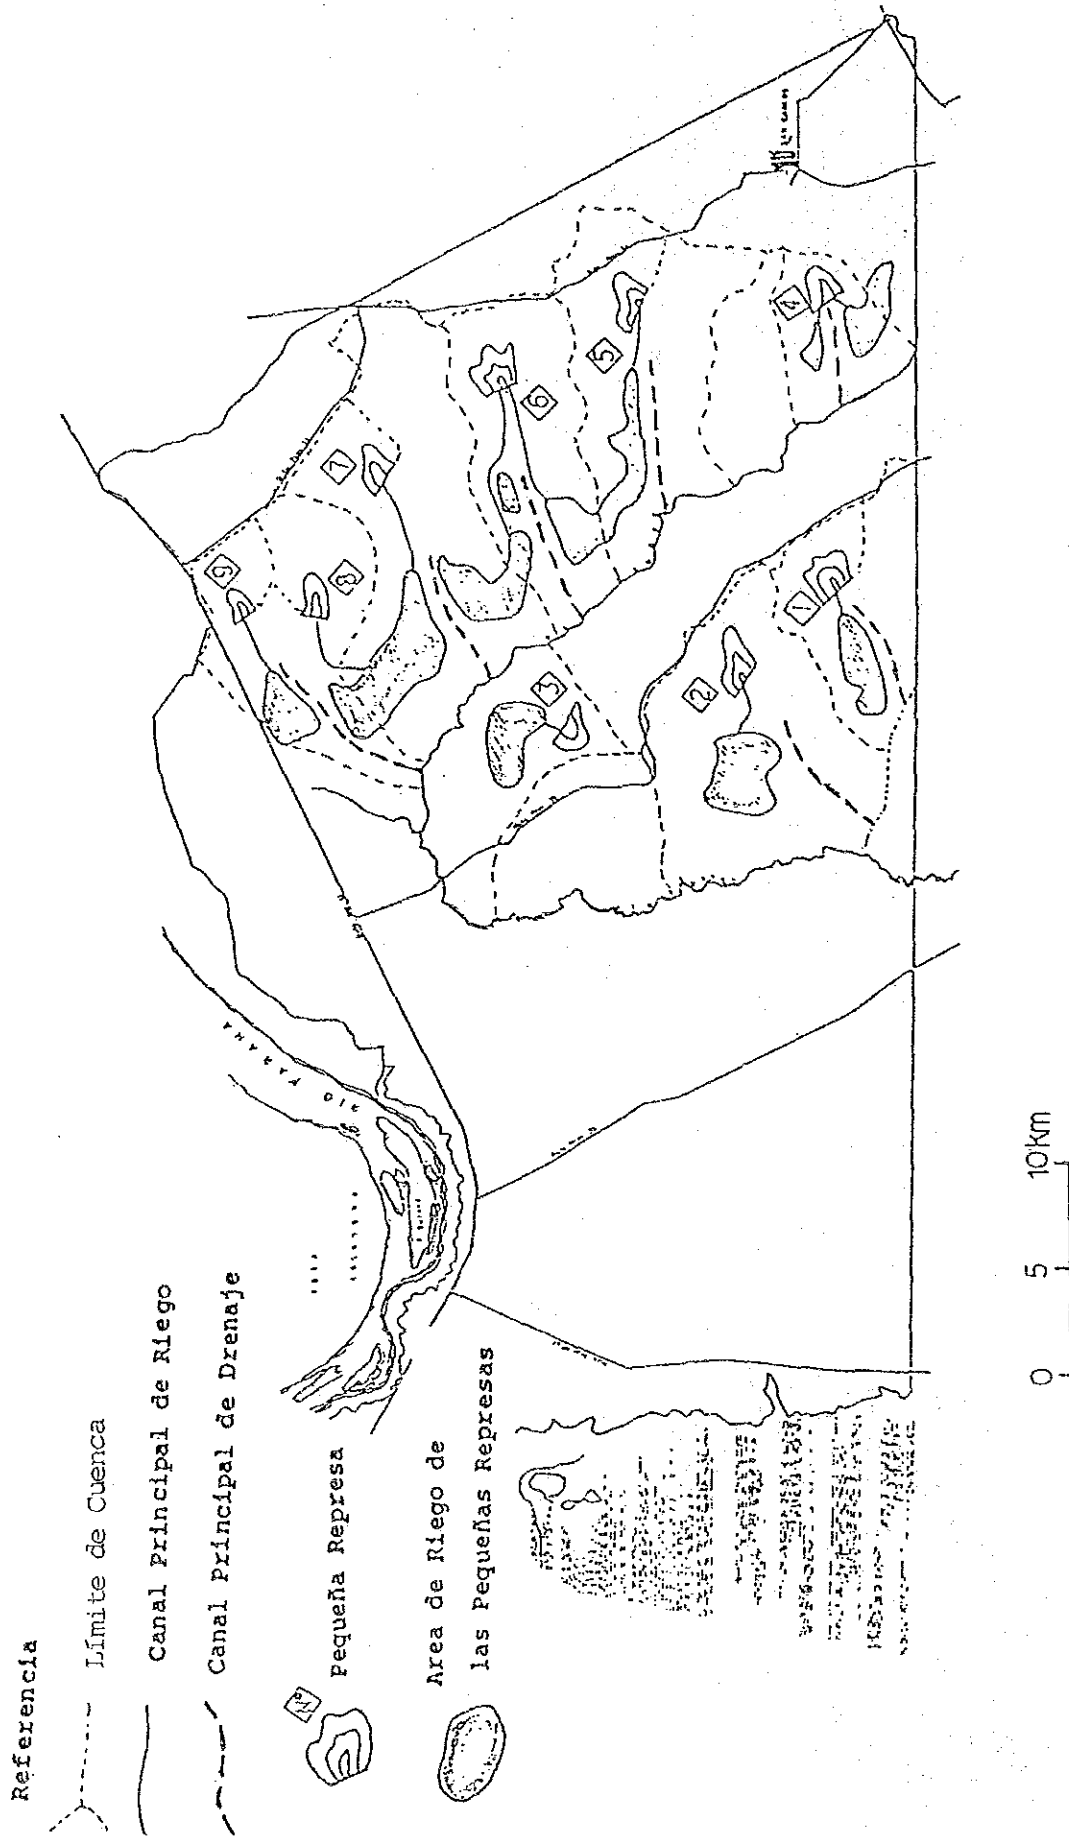 Referencia
Límite de Cuenca
Canal Principal de Riego
Canal Principal de Drenaje
N°
Pequeña Represa
Area de Riego de
las Pequeñas Represas
RIO PARANA
9
8
7
6
5
4
3
2
1
0 5 10km